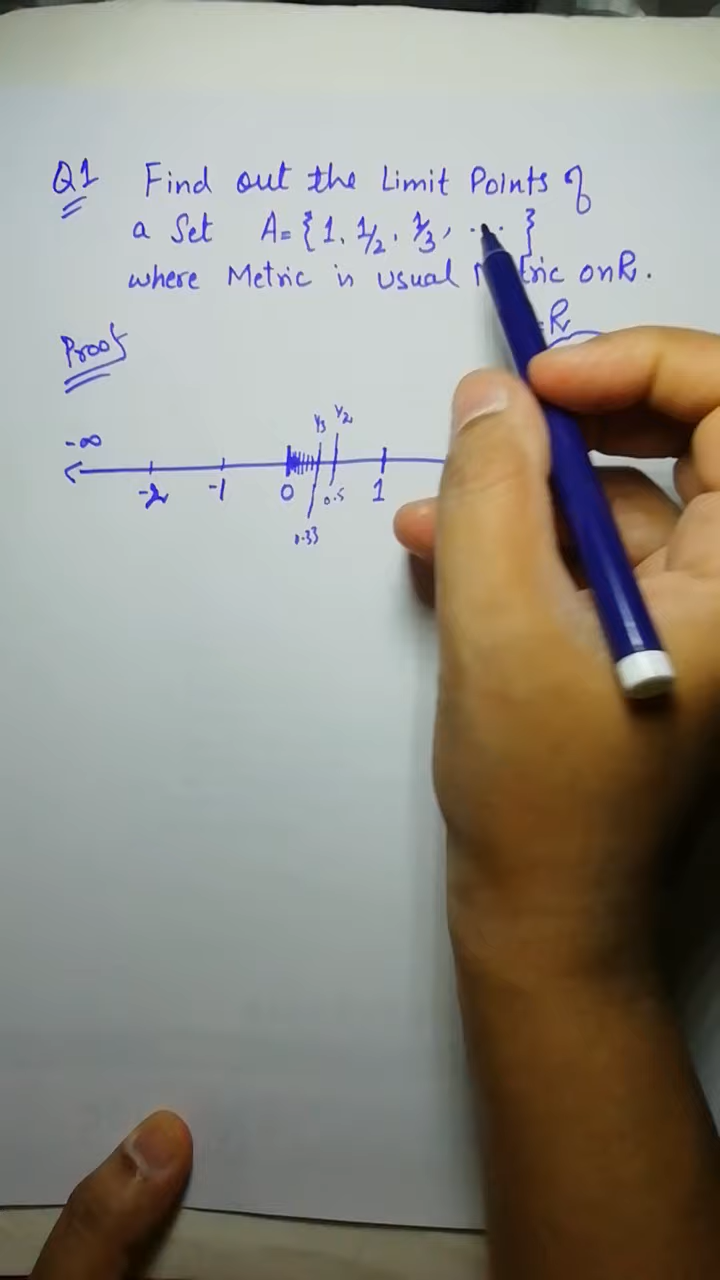 Q1 Find out the Limit Points of
a Set A = { 1, 1/2, 1/3, .... }
where Metric is usual on R.
= R
Proof
1/3 1/2
-∞
-2 -1 0 0.5 1
0.33